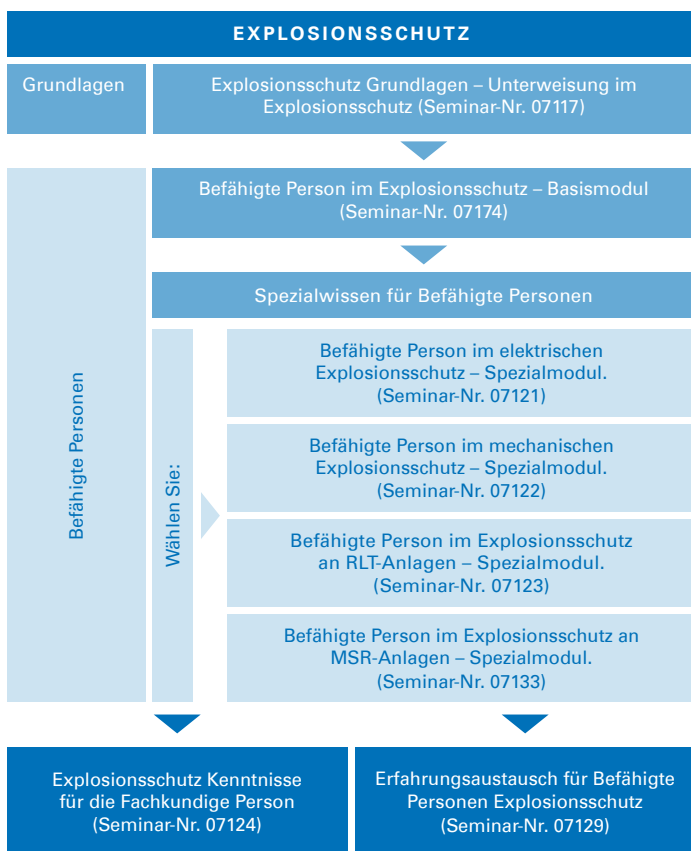 EXPLOSIONSSCHUTZ
Grundlagen
Explosionsschutz Grundlagen – Unterweisung im
Explosionsschutz (Seminar-Nr. 07117)
Befähigte Person im Explosionsschutz – Basismodul
(Seminar-Nr. 07174)
Spezialwissen für Befähigte Personen
Befähigte Personen
Wählen Sie:
Befähigte Person im elektrischen
Explosionsschutz – Spezialmodul.
(Seminar-Nr. 07121)
Befähigte Person im mechanischen
Explosionsschutz – Spezialmodul.
(Seminar-Nr. 07122)
Befähigte Person im Explosionsschutz
an RLT-Anlagen – Spezialmodul.
(Seminar-Nr. 07123)
Befähigte Person im Explosionsschutz an
MSR-Anlagen – Spezialmodul.
(Seminar-Nr. 07133)
Explosionsschutz Kenntnisse
für die Fachkundige Person
(Seminar-Nr. 07124)
Erfahrungsaustausch für Befähigte
Personen Explosionsschutz
(Seminar-Nr. 07129)